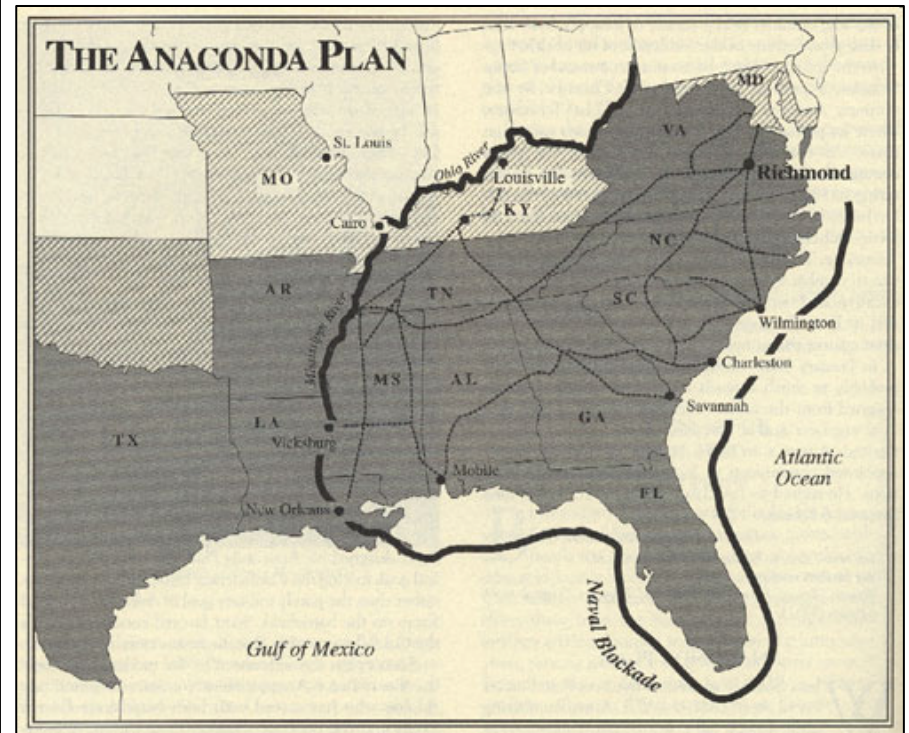 THE ANACONDA PLAN
MD
VA
St. Louis
Ohio River
MO
Louisville
Richmond
KY
Cairo
NC
AR
TN
SC
Mississippi River
Wilmington
MS
AL
Charleston
GA
Savannah
LA
Vicksburg
TX
Atlantic
Ocean
Mobile
FL
New Orleans
Naval Blockade
Gulf of Mexico